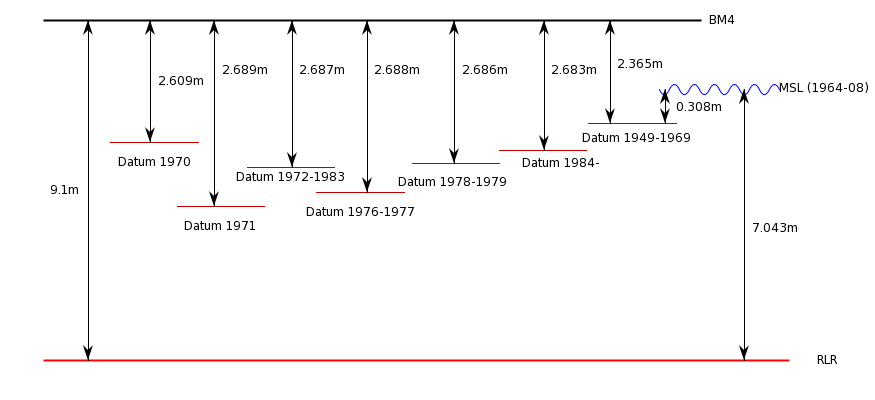 BM4
2.365m
2.689m
2.687m
2.688m
2.686m
2.683m
2.609m
MSL (1964-08)
0.308m
Datum 1949-1969
Datum 1970
Datum 1984-
Datum 1972-1983
Datum 1978-1979
9.1m
Datum 1976-1977
Datum 1971
7.043m
RLR